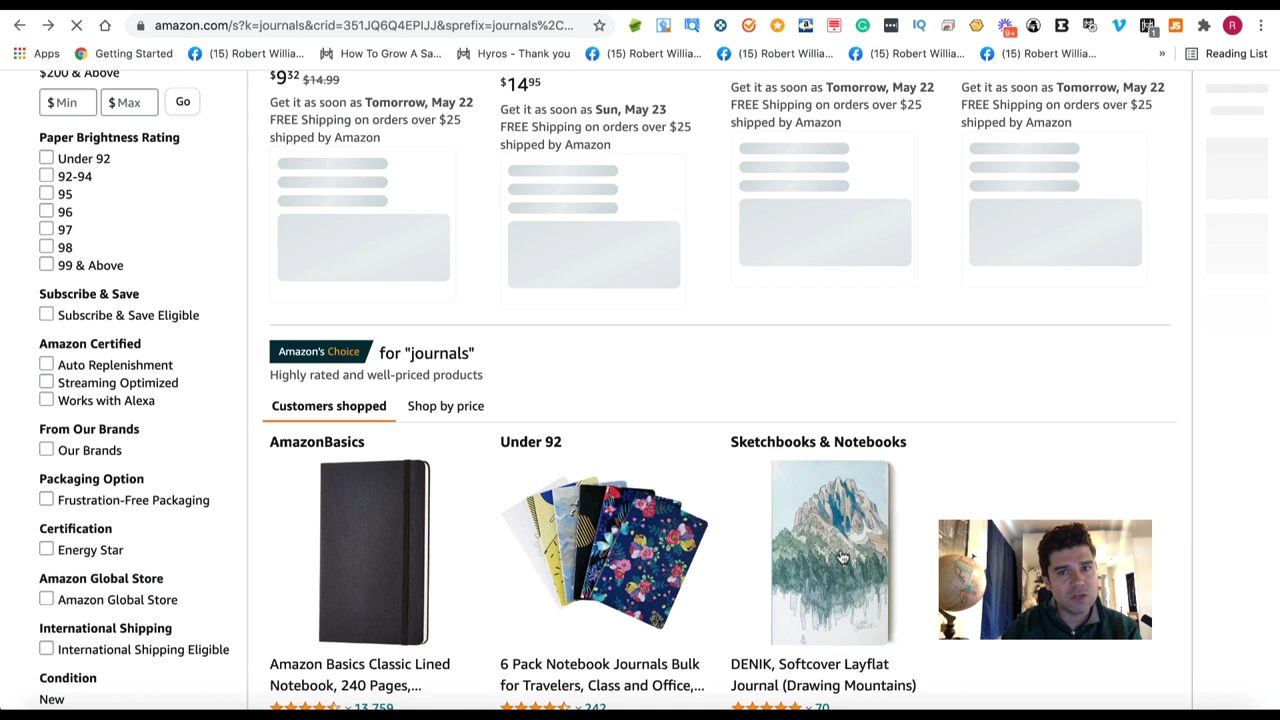 amazon.com/s?k=journals&crid=351JQ6Q4EPIJJ&sprefix=journals%2C...
Apps
Getting Started
(15) Robert Willia...
How To Grow A Sa...
Hyros - Thank you
(15) Robert Willia...
(15) Robert Willia...
(15) Robert Willia...
(15) Robert Willia...
»
Reading List
$200 & Above
$ Min
$ Max
Go
Paper Brightness Rating
Under 92
92-94
95
96
97
98
99 & Above
Subscribe & Save
Subscribe & Save Eligible
Amazon Certified
Auto Replenishment
Streaming Optimized
Works with Alexa
From Our Brands
Our Brands
Packaging Option
Frustration-Free Packaging
Certification
Energy Star
Amazon Global Store
Amazon Global Store
International Shipping
International Shipping Eligible
Condition
New
$9.32 $14.99
Get it as soon as Tomorrow, May 22
FREE Shipping on orders over $25
shipped by Amazon
$14.95
Get it as soon as Sun, May 23
FREE Shipping on orders over $25
shipped by Amazon
Get it as soon as Tomorrow, May 22
FREE Shipping on orders over $25
shipped by Amazon
Get it as soon as Tomorrow, May 22
FREE Shipping on orders over $25
shipped by Amazon
Amazon's Choice for "journals"
Highly rated and well-priced products
Customers shopped
Shop by price
AmazonBasics
Amazon Basics Classic Lined
Notebook, 240 Pages,...
13,759
Under 92
6 Pack Notebook Journals Bulk
for Travelers, Class and Office,...
242
Sketchbooks & Notebooks
DENIK, Softcover Layflat
Journal (Drawing Mountains)
70